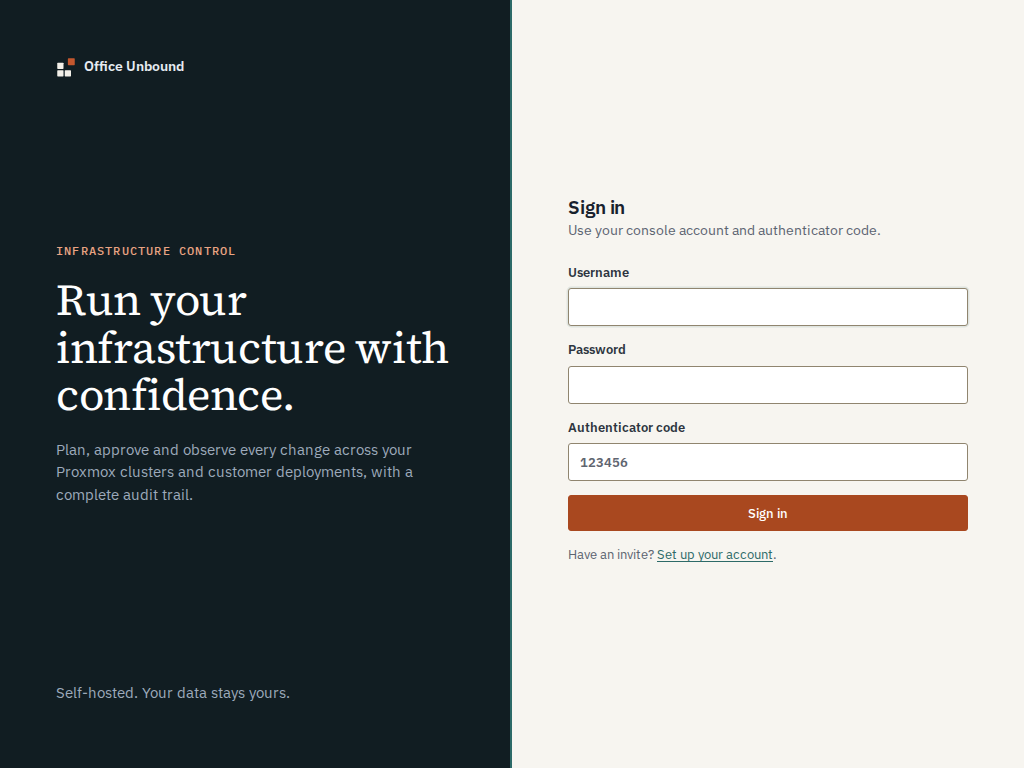 Office Unbound
INFRASTRUCTURE CONTROL
Run your
infrastructure with
confidence.
Plan, approve and observe every change across your
Proxmox clusters and customer deployments, with a
complete audit trail.
Self-hosted. Your data stays yours.
Sign in
Use your console account and authenticator code.
Username
Password
Authenticator code
123456
Sign in
Have an invite? Set up your account.